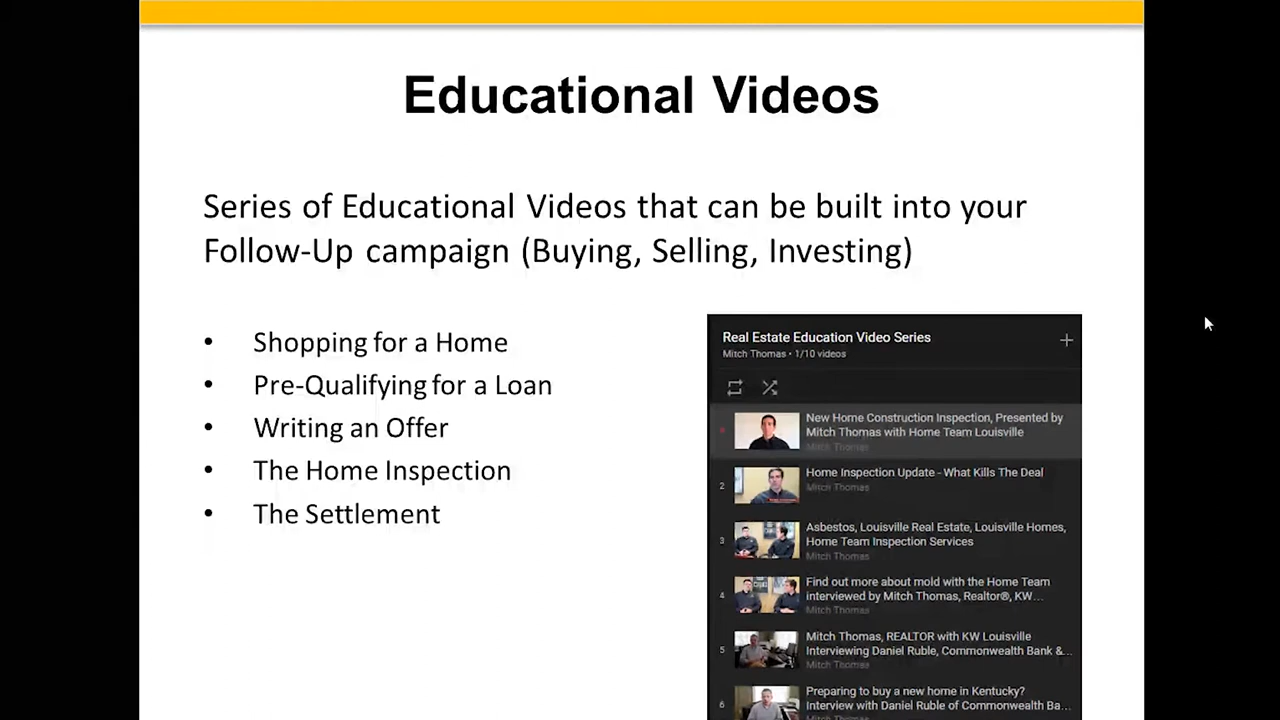 Educational Videos
Series of Educational Videos that can be built into your
Follow-Up campaign (Buying, Selling, Investing)
• Shopping for a Home
• Pre-Qualifying for a Loan
• Writing an Offer
• The Home Inspection
• The Settlement
Real Estate Education Video Series
Mitch Thomas • 1/10 videos
New Home Construction Inspection, Presented by
Mitch Thomas with Home Team Louisville
Mitch Thomas
2
Home Inspection Update - What Kills The Deal
Mitch Thomas
3
Asbestos, Louisville Real Estate, Louisville Homes,
Home Team Inspection Services
Mitch Thomas
4
Find out more about mold with the Home Team
interviewed by Mitch Thomas, Realtor®, KW...
Mitch Thomas
5
Mitch Thomas, REALTOR with KW Louisville
Interviewing Daniel Ruble, Commonwealth Bank &...
Mitch Thomas
6
Preparing to buy a new home in Kentucky?
Interview with Daniel Ruble of Commonwealth Ba...
Mitch Thomas